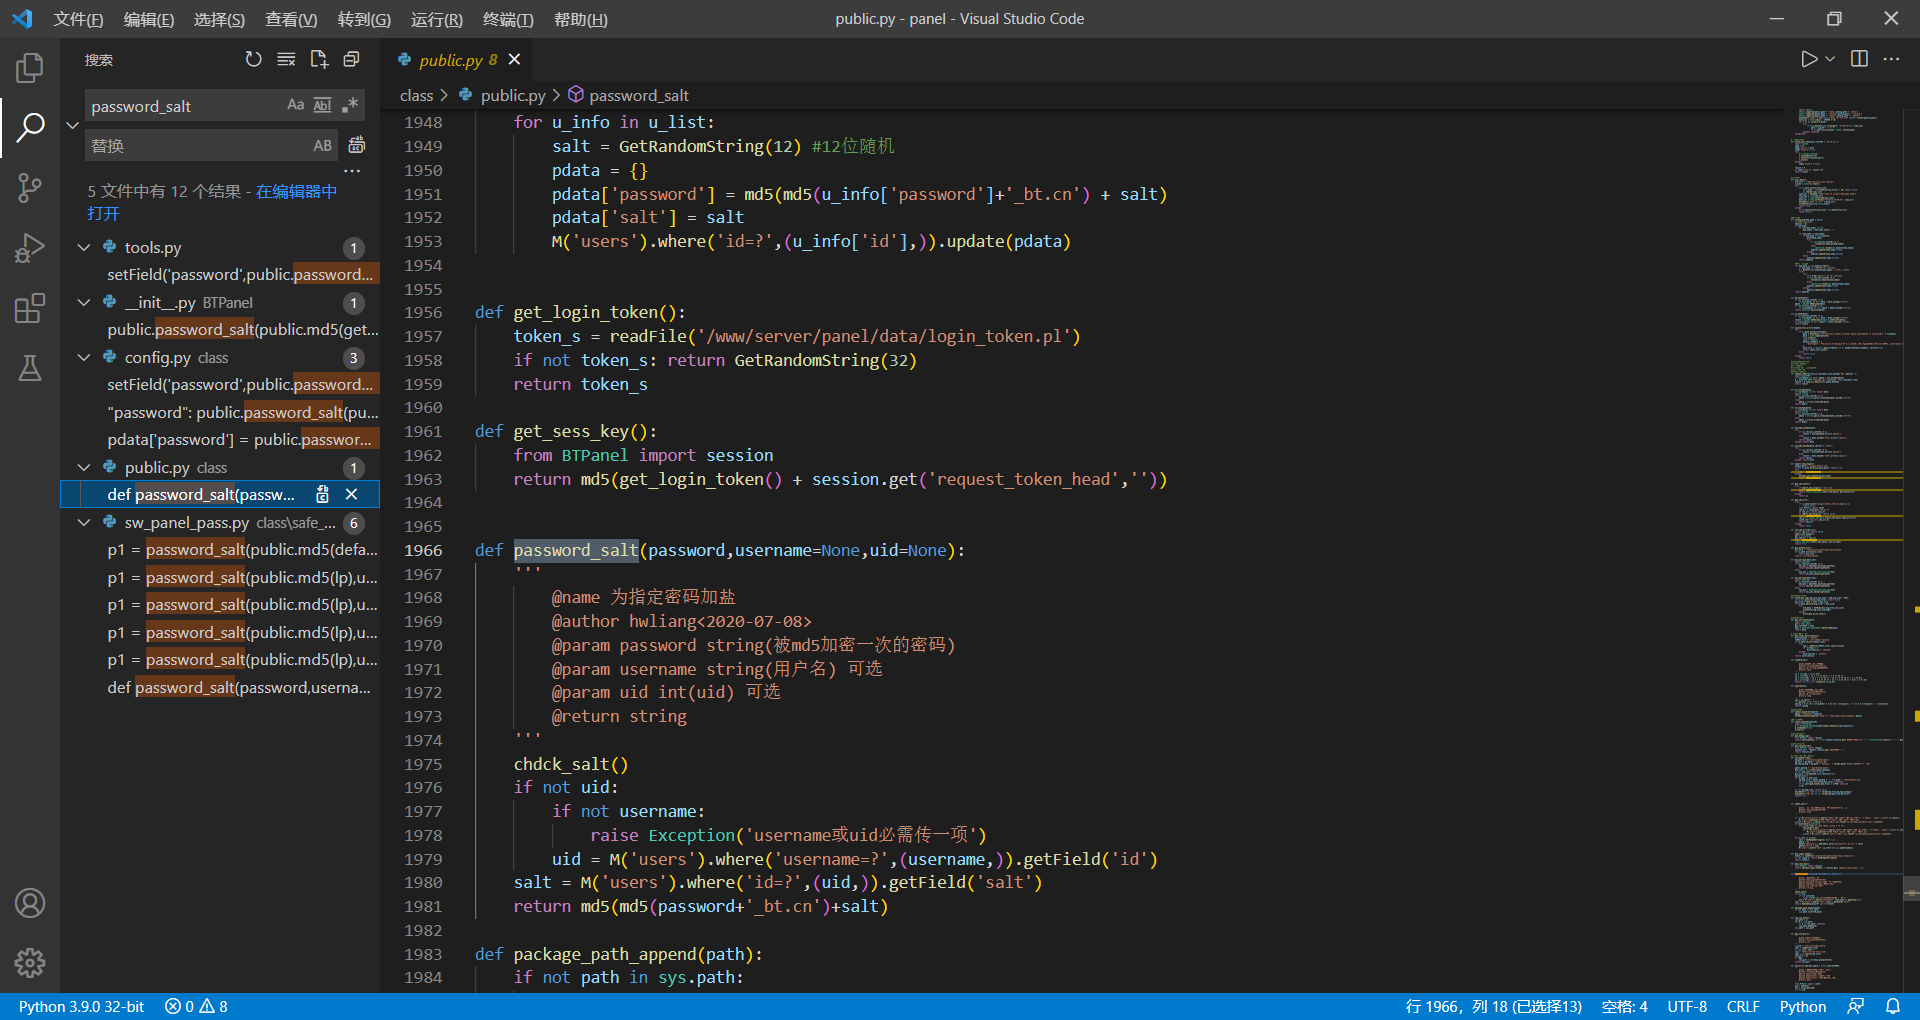 文件(F) 编辑(E) 选择(S) 查看(V) 转到(G) 运行(R) 终端(T) 帮助(H)
public.py - panel - Visual Studio Code
搜索
password_salt
Aa Abl .*
替换
AB
...
5 文件中有 12 个结果 - 在编辑器中
打开
tools.py 1
setField('password',public.password...
__init__.py BTPanel 1
public.password_salt(public.md5(get...
config.py class 3
setField('password',public.password...
"password": public.password_salt(pu...
pdata['password'] = public.passwor...
public.py class 1
def password_salt(passw...
sw_panel_pass.py class\safe_... 6
p1 = password_salt(public.md5(defa...
p1 = password_salt(public.md5(lp),u...
p1 = password_salt(public.md5(lp),u...
p1 = password_salt(public.md5(lp),u...
p1 = password_salt(public.md5(lp),u...
def password_salt(password,userna...
public.py 8
class > public.py > password_salt
1948 for u_info in u_list:
1949 salt = GetRandomString(12) #12位随机
1950 pdata = {}
1951 pdata['password'] = md5(md5(u_info['password']+'_bt.cn') + salt)
1952 pdata['salt'] = salt
1953 M('users').where('id=?',(u_info['id'],)).update(pdata)
1954
1955
1956 def get_login_token():
1957 token_s = readFile('/www/server/panel/data/login_token.pl')
1958 if not token_s: return GetRandomString(32)
1959 return token_s
1960
1961 def get_sess_key():
1962 from BTPanel import session
1963 return md5(get_login_token() + session.get('request_token_head',''))
1964
1965
1966 def password_salt(password,username=None,uid=None):
1967 '''
1968 @name 为指定密码加盐
1969 @author hwliang<2020-07-08>
1970 @param password string(被md5加密一次的密码)
1971 @param username string(用户名) 可选
1972 @param uid int(uid) 可选
1973 @return string
1974 '''
1975 chdck_salt()
1976 if not uid:
1977 if not username:
1978 raise Exception('username或uid必需传一项')
1979 uid = M('users').where('username=?',(username,)).getField('id')
1980 salt = M('users').where('id=?',(uid,)).getField('salt')
1981 return md5(md5(password+'_bt.cn')+salt)
1982
1983 def package_path_append(path):
1984 if not path in sys.path:
Python 3.9.0 32-bit 0 8
行 1966，列 18 (已选择13) 空格: 4 UTF-8 CRLF Python